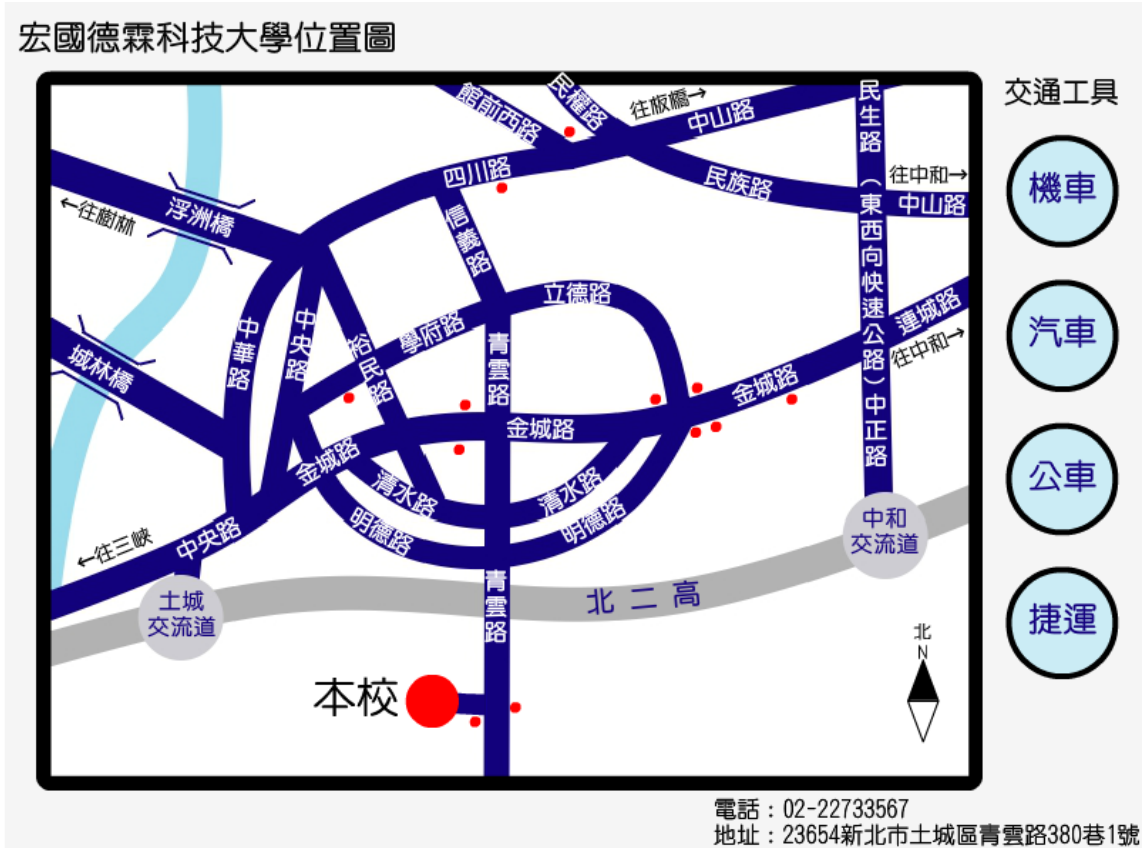 宏國德霖科技大學位置圖
交通工具
機車
汽車
公車
捷運
館前西路
民權路
往板橋→
中山路
民生路（東西向快速公路）中正路
四川路
民族路
往中和→
中山路
←往樹林
浮洲橋
信義路
立德路
連城路
往中和→
中華路
中央路
裕民路
學府路
青雲路
城林橋
金城路
金城路
金城路
清水路
清水路
明德路
明德路
中央路
←往三峽
中和
交流道
土城
交流道
北二高
青雲路
北
N
本校
電話：02-22733567
地址：23654新北市土城區青雲路380巷1號